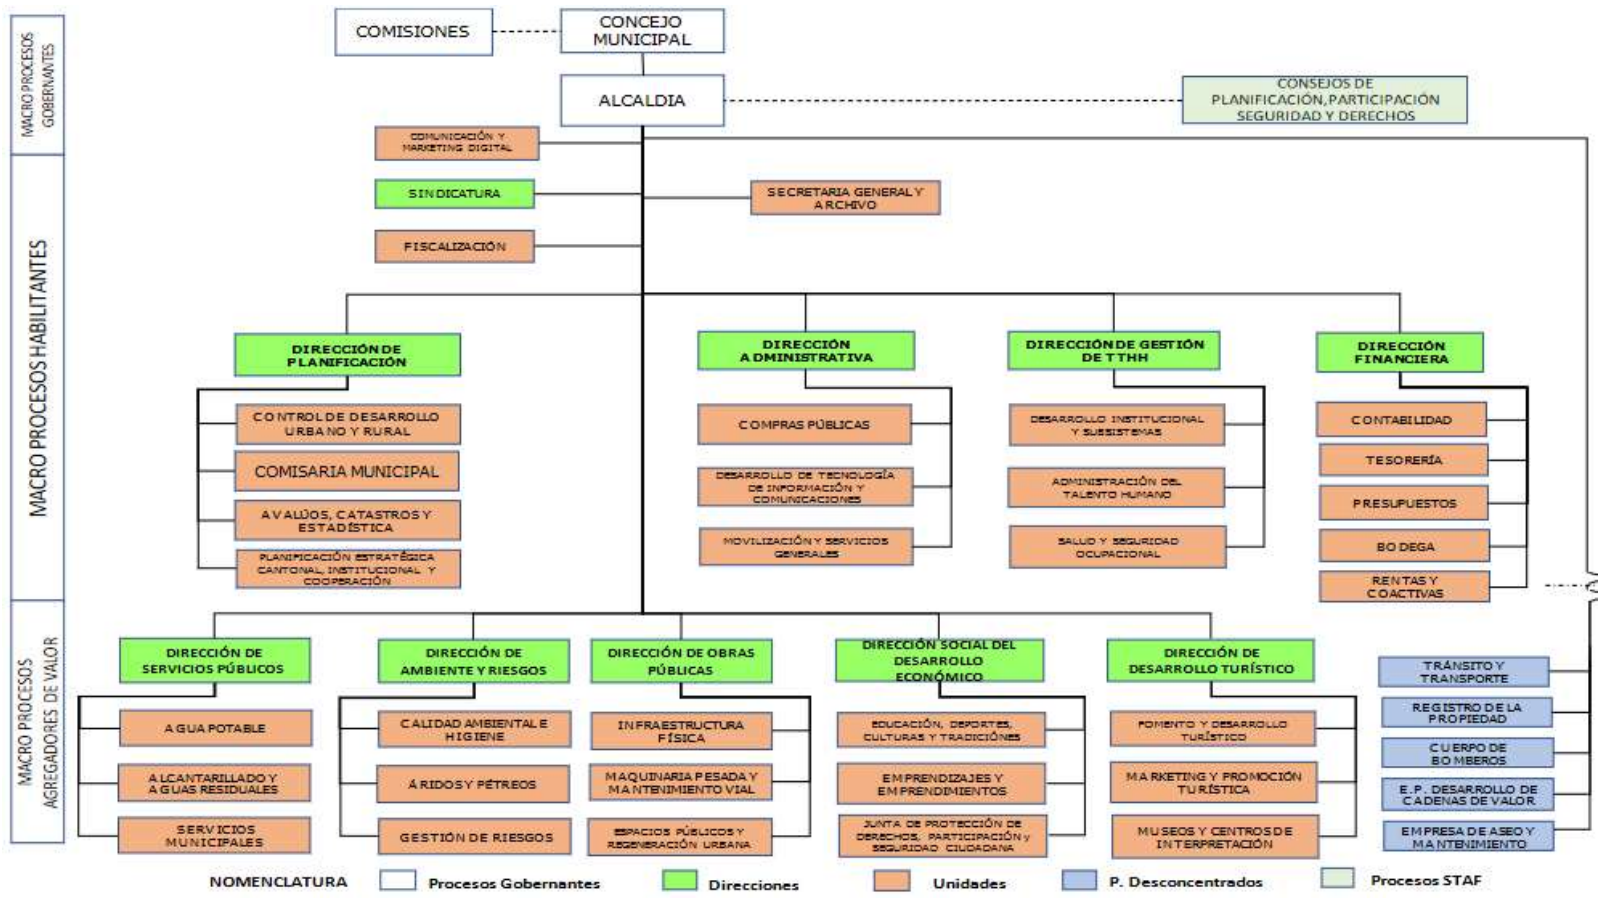 MACRO PROCESOS
GOBERNANTES
COMISIONES
CONCEJO
MUNICIPAL
ALCALDIA
CONSEJOS DE
PLANIFICACIÓN,PARTICIPACIÓN
SEGURIDAD Y DERECHOS
MACRO PROCESOS HABILITANTES
COMUNICACIÓN Y
MARKETING DIGITAL
SINDICATURA
SECRETARIA GENERAL Y
ARCHIVO
FISCALIZACIÓN
DIRECCIÓN DE
PLANIFICACIÓN
CONTROL DE DESARROLLO
URBANO Y RURAL
COMISARIA MUNICIPAL
AVALÚOS, CATASTROS Y
ESTADÍSTICA
PLANIFICACIÓN ESTRATÉGICA
CANTONAL, INSTITUCIONAL Y
COOPERACIÓN
DIRECCIÓN
ADMINISTRATIVA
COMPRAS PÚBLICAS
DESARROLLO DE TECNOLOGÍA
DE INFORMACIÓN Y
COMUNICACIONES
MOVILIZACIÓN Y SERVICIOS
GENERALES
DIRECCIÓN DE GESTIÓN
DE TTHH
DESARROLLO INSTITUCIONAL
Y SUBSISTEMAS
ADMINISTRACIÓN DEL
TALENTO HUMANO
SALUD Y SEGURIDAD
OCUPACIONAL
DIRECCIÓN
FINANCIERA
CONTABILIDAD
TESORERÍA
PRESUPUESTOS
BODEGA
RENTAS Y
COACTIVAS
MACRO PROCESOS
AGREGADORES DE VALOR
DIRECCIÓN DE
SERVICIOS PÚBLICOS
AGUA POTABLE
ALCANTARILLADO Y
AGUAS RESIDUALES
SERVICIOS
MUNICIPALES
DIRECCIÓN DE
AMBIENTE Y RIESGOS
CALIDAD AMBIENTAL E
HIGIENE
ÁRIDOS Y PÉTREOS
GESTIÓN DE RIESGOS
DIRECCIÓN DE OBRAS
PÚBLICAS
INFRAESTRUCTURA
FÍSICA
MAQUINARIA PESADA Y
MANTENIMIENTO VIAL
ESPACIOS PÚBLICOS Y
REGENERACIÓN URBANA
DIRECCIÓN SOCIAL DEL
DESARROLLO
ECONÓMICO
EDUCACIÓN, DEPORTES,
CULTURAS Y TRADICIÓNES
EMPRENDIZAJES Y
EMPRENDIMIENTOS
JUNTA DE PROTECCIÓN DE
DERECHOS, PARTICIPACIÓN y
SEGURIDAD CIUDADANA
DIRECCIÓN DE
DESARROLLO TURÍSTICO
FOMENTO Y DESARROLLO
TURÍSTICO
MARKETING Y PROMOCIÓN
TURÍSTICA
MUSEOS Y CENTROS DE
INTERPRETACIÓN
TRÁNSITO Y
TRANSPORTE
REGISTRO DE LA
PROPIEDAD
CUERPO DE
BOMBEROS
E.P. DESARROLLO DE
CADENAS DE VALOR
EMPRESA DE ASEO Y
MANTENIMIENTO
NOMENCLATURA
Procesos Gobernantes
Direcciones
Unidades
P. Desconcentrados
Procesos STAF